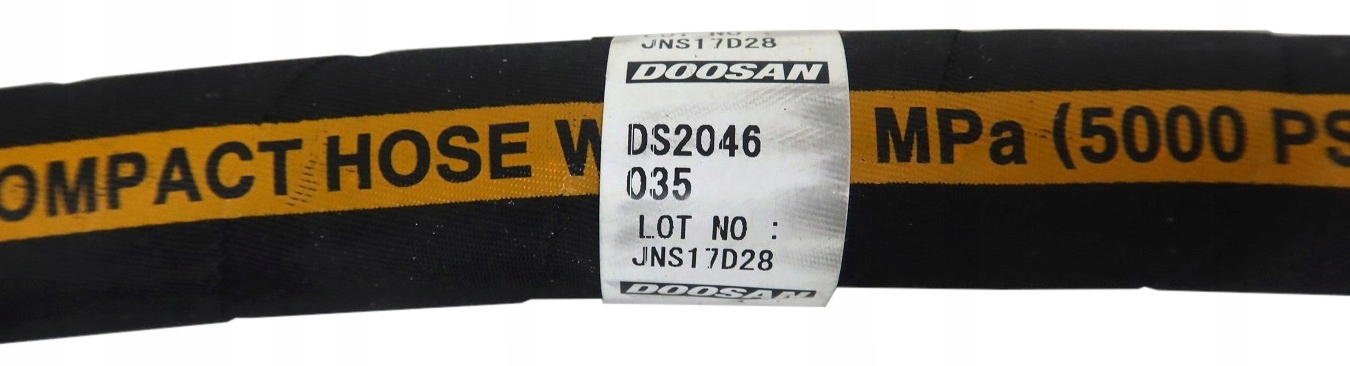 LOT NO :
JNS17D28
DOOSAN
DS2046
035
LOT NO :
JNS17D28
DOOSAN
OMPACT HOSE W
MPa (5000 PS